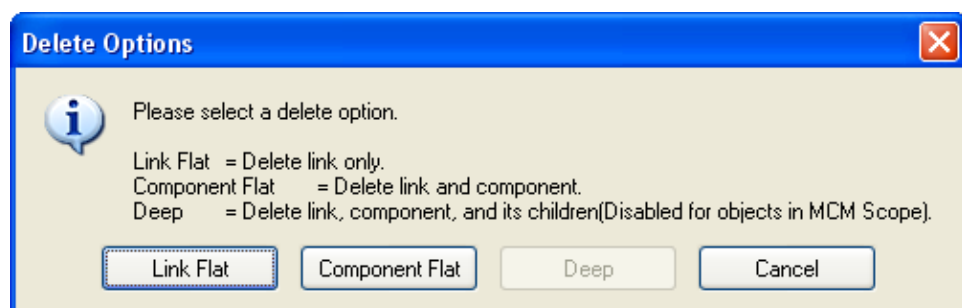 Delete Options
Please select a delete option.
Link Flat = Delete link only.
Component Flat = Delete link and component.
Deep = Delete link, component, and its children(Disabled for objects in MCM Scope).
Link Flat Component Flat Deep Cancel